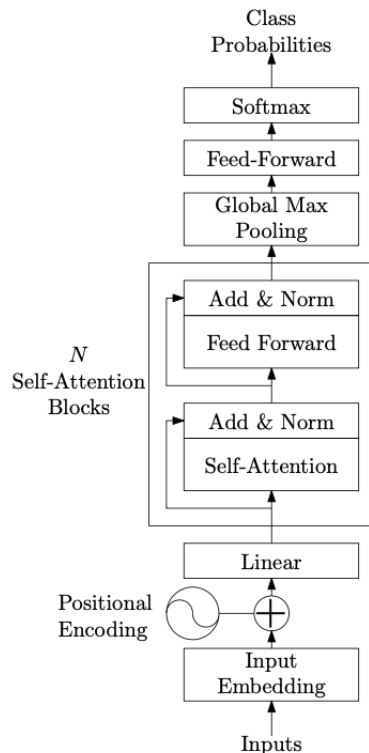 Class
Probabilities
Softmax
Feed-Forward
Global Max
Pooling
Add & Norm
Feed Forward
N
Self-Attention
Blocks
Add & Norm
Self-Attention
Linear
Positional
Encoding
Input
Embedding
Inputs